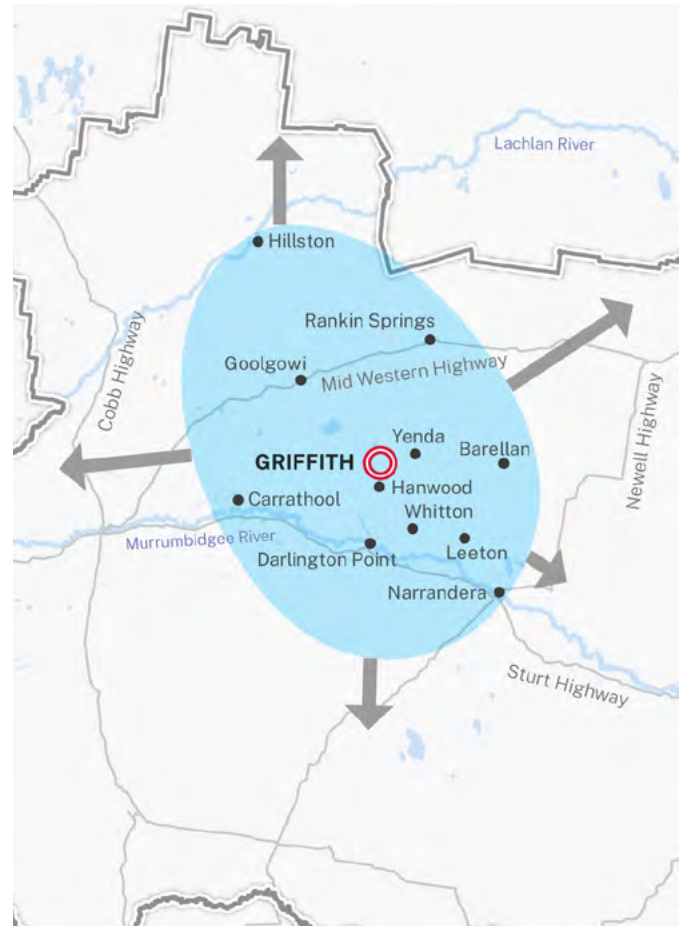 Lachlan River
Hillston
Rankin Springs
Cobb Highway
Goolgowi
Mid Western Highway
Newell Highway
Yenda
Barellan
GRIFFITH
Hanwood
Carrathool
Whitton
Murrumbidgee River
Leeton
Darlington Point
Narrandera
Sturt Highway